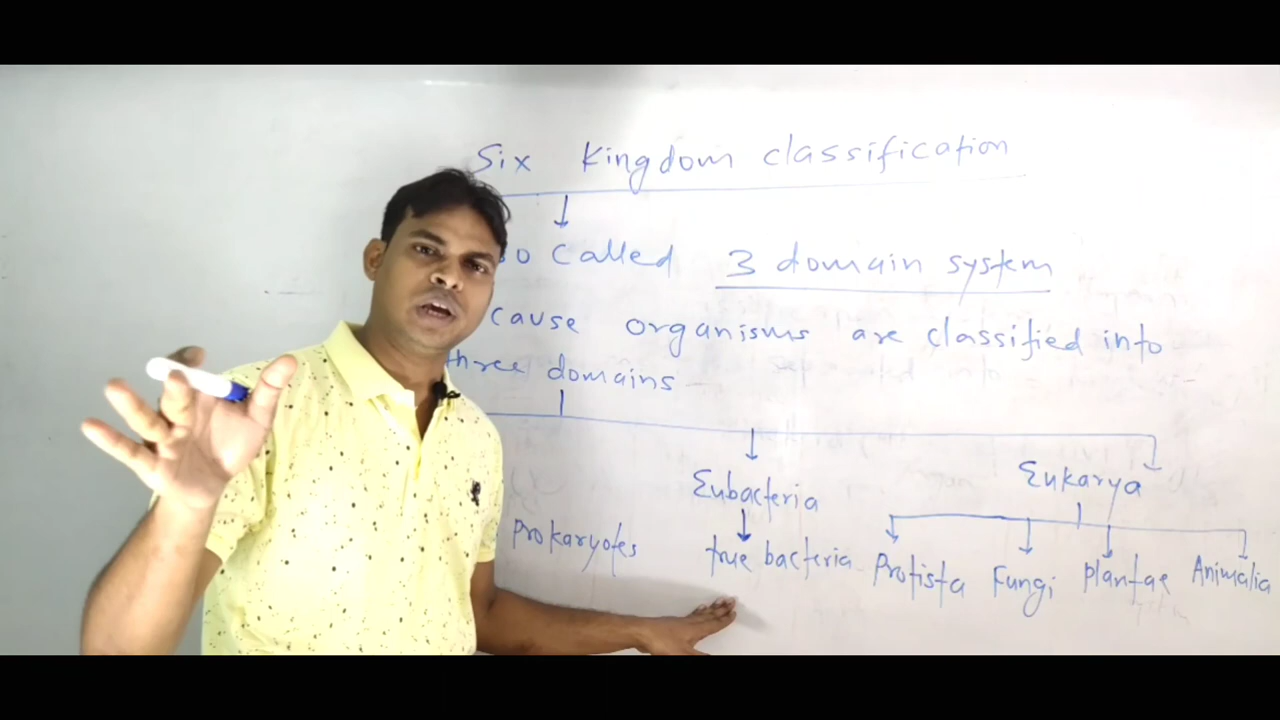 Six Kingdom classification
so called 3 domain system
cause organisms are classified into
three domains
Eubacteria Eukarya
Prokaryotes true bacteria Protista Fungi Plantae Animalia